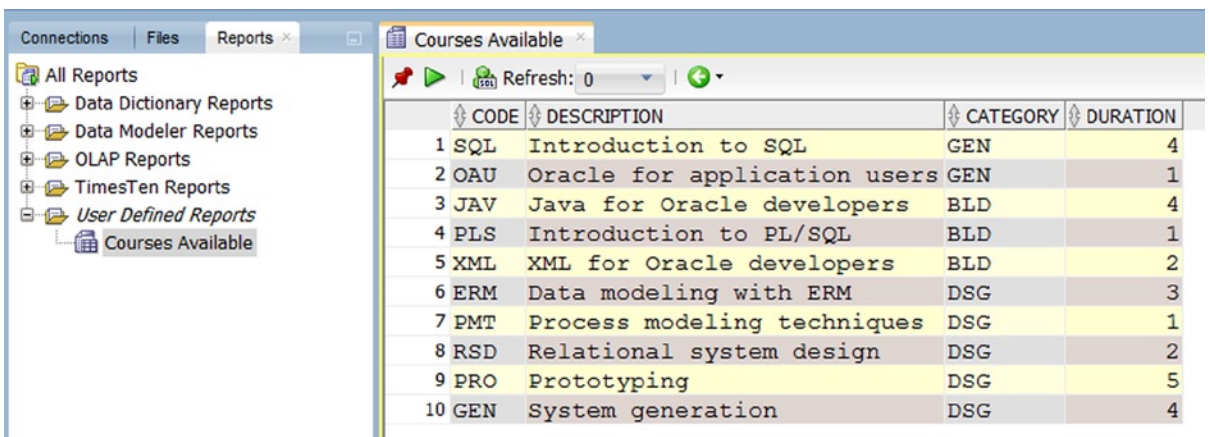 Connections Files Reports
All Reports
Data Dictionary Reports
Data Modeler Reports
OLAP Reports
TimesTen Reports
User Defined Reports
Courses Available
Courses Available
SQL Refresh: 0
CODE DESCRIPTION CATEGORY DURATION
1 SQL Introduction to SQL GEN 4
2 OAU Oracle for application users GEN 1
3 JAV Java for Oracle developers BLD 4
4 PLS Introduction to PL/SQL BLD 1
5 XML XML for Oracle developers BLD 2
6 ERM Data modeling with ERM DSG 3
7 PMT Process modeling techniques DSG 1
8 RSD Relational system design DSG 2
9 PRO Prototyping DSG 5
10 GEN System generation DSG 4